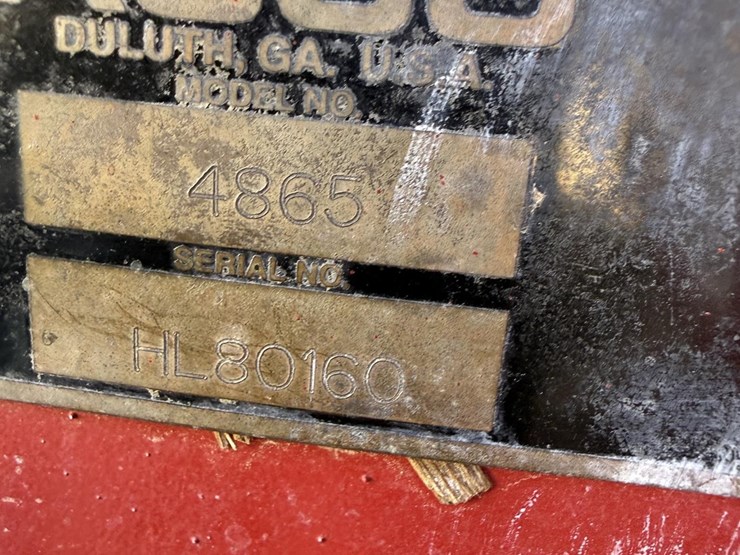 DULUTH, GA. U.S.A.
MODEL NO.
4865
SERIAL NO.
HL80160